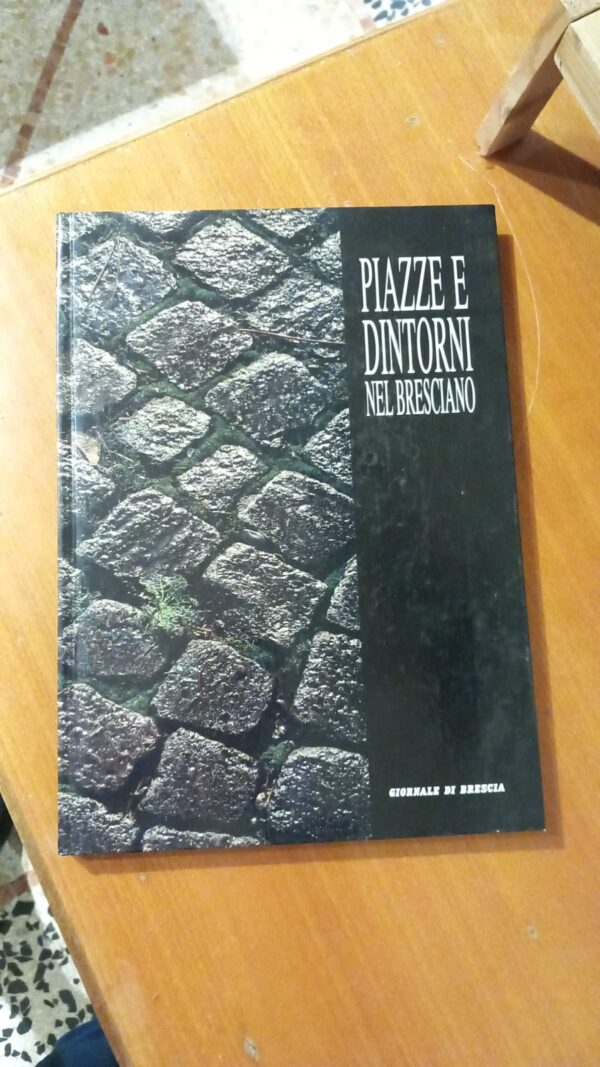 PIAZZE E
DINTORNI
NEL BRESCIANO
GIORNALE DI BRESCIA